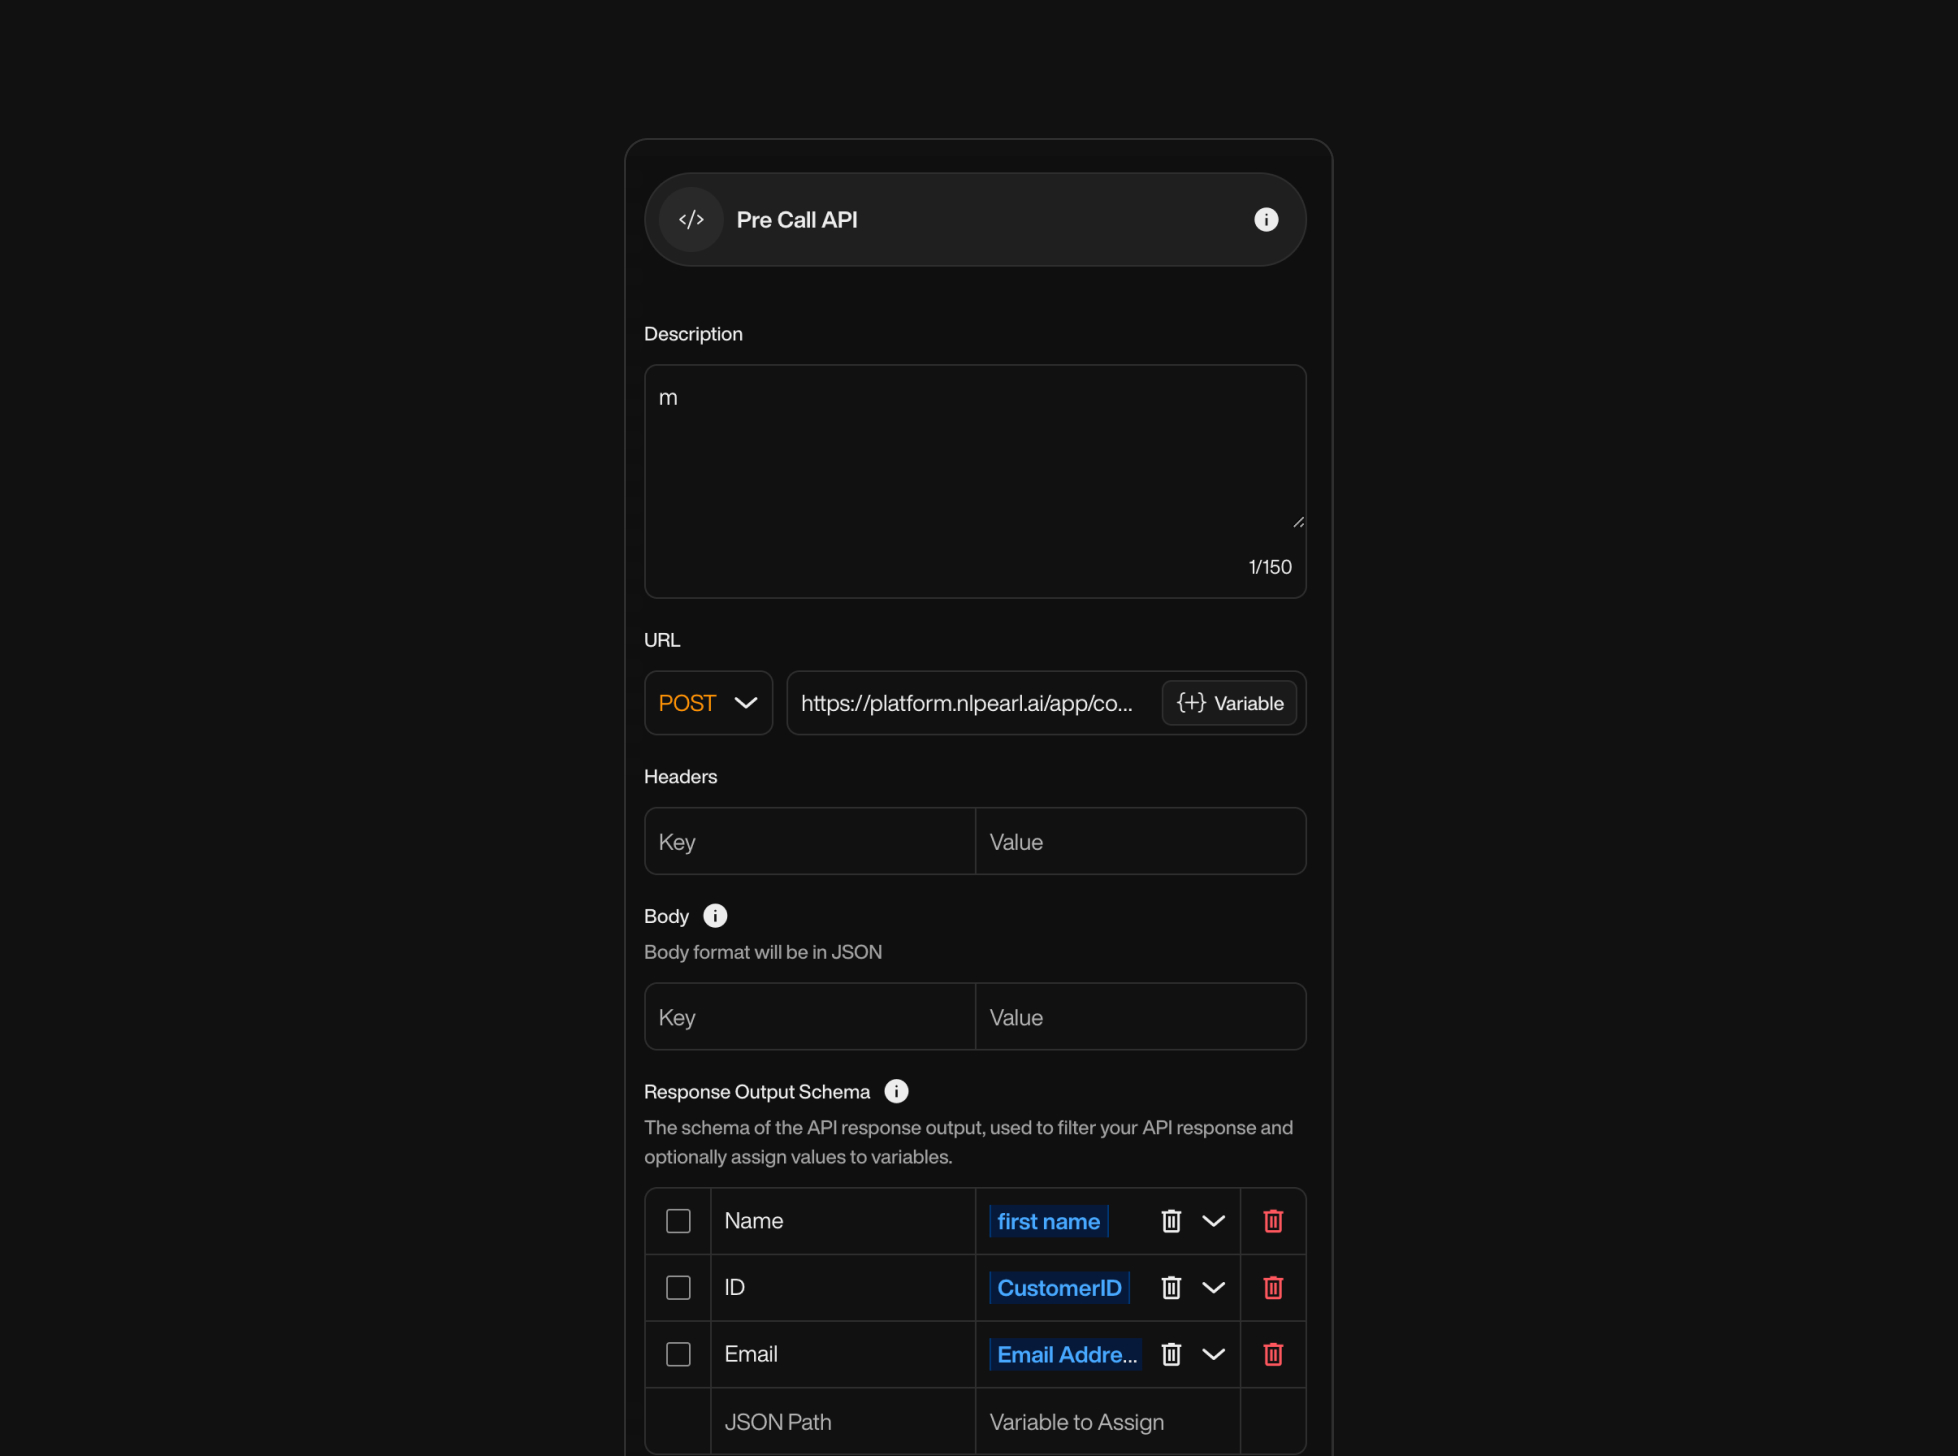 </> Pre Call API
Description
m
1/150
URL
POST https://platform.nlpearl.ai/app/co... {+} Variable
Headers
Key Value
Body
Body format will be in JSON
Key Value
Response Output Schema
The schema of the API response output, used to filter your API response and
optionally assign values to variables.
Name first name
ID CustomerID
Email Email Addre...
JSON Path Variable to Assign